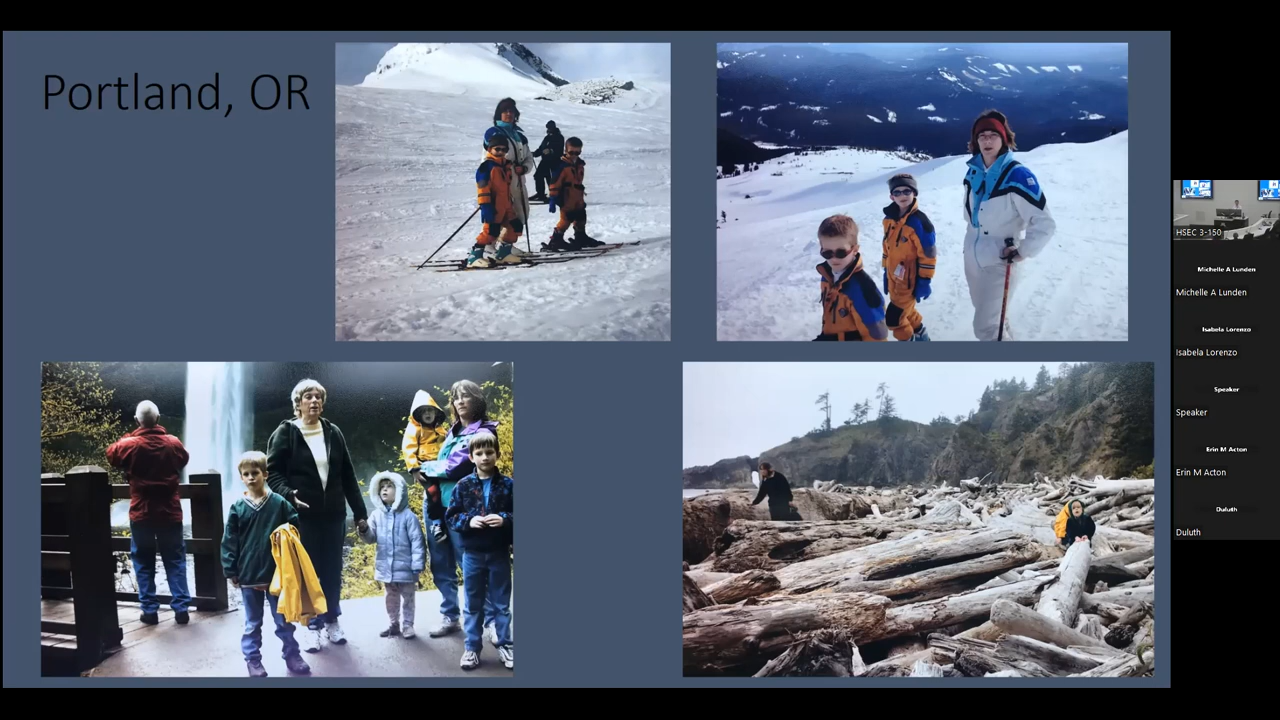 Portland, OR
HSEC 3-150
Michelle A Lunden
Michelle A Lunden
Isabela Lorenzo
Isabela Lorenzo
Speaker
Speaker
Erin M Acton
Erin M Acton
Duluth
Duluth